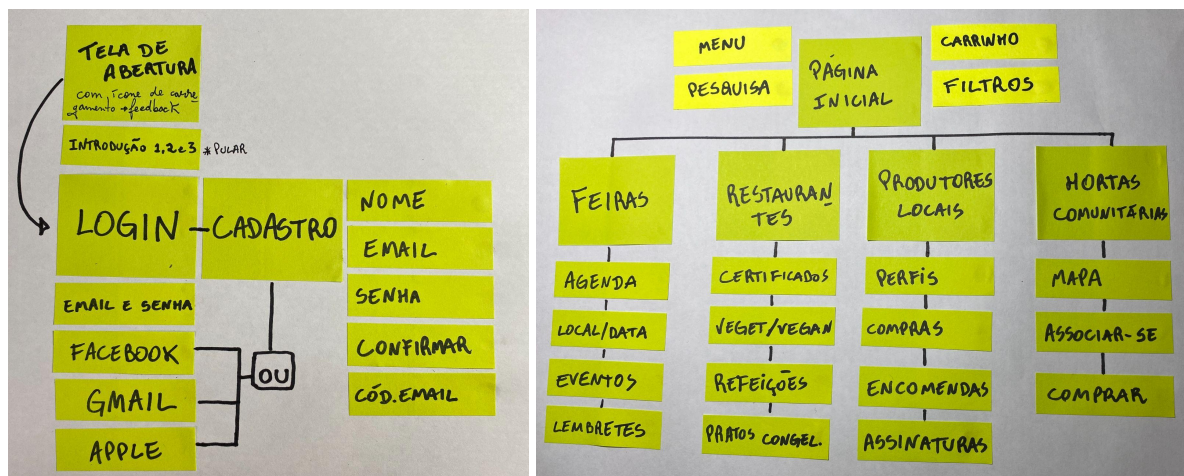 TELA DE
ABERTURA
com ícone de carre
gamento → feedback
INTRODUÇÃO 1, 2 e 3 * PULAR
LOGIN
CADASTRO
EMAIL E SENHA
FACEBOOK
GMAIL
APPLE
OU
NOME
EMAIL
SENHA
CONFIRMAR
CÓD. EMAIL
MENU
PESQUISA
PÁGINA
INICIAL
CARRINHO
FILTROS
FEIRAS
AGENDA
LOCAL/DATA
EVENTOS
LEMBRETES
RESTAURAN
TES
CERTIFICADOS
VEGET/VEGAN
REFEIÇÕES
PRATOS CONGEL.
PRODUTORES
LOCAIS
PERFIS
COMPRAS
ENCOMENDAS
ASSINATURAS
HORTAS
COMUNITÁRIAS
MAPA
ASSOCIAR-SE
COMPRAR